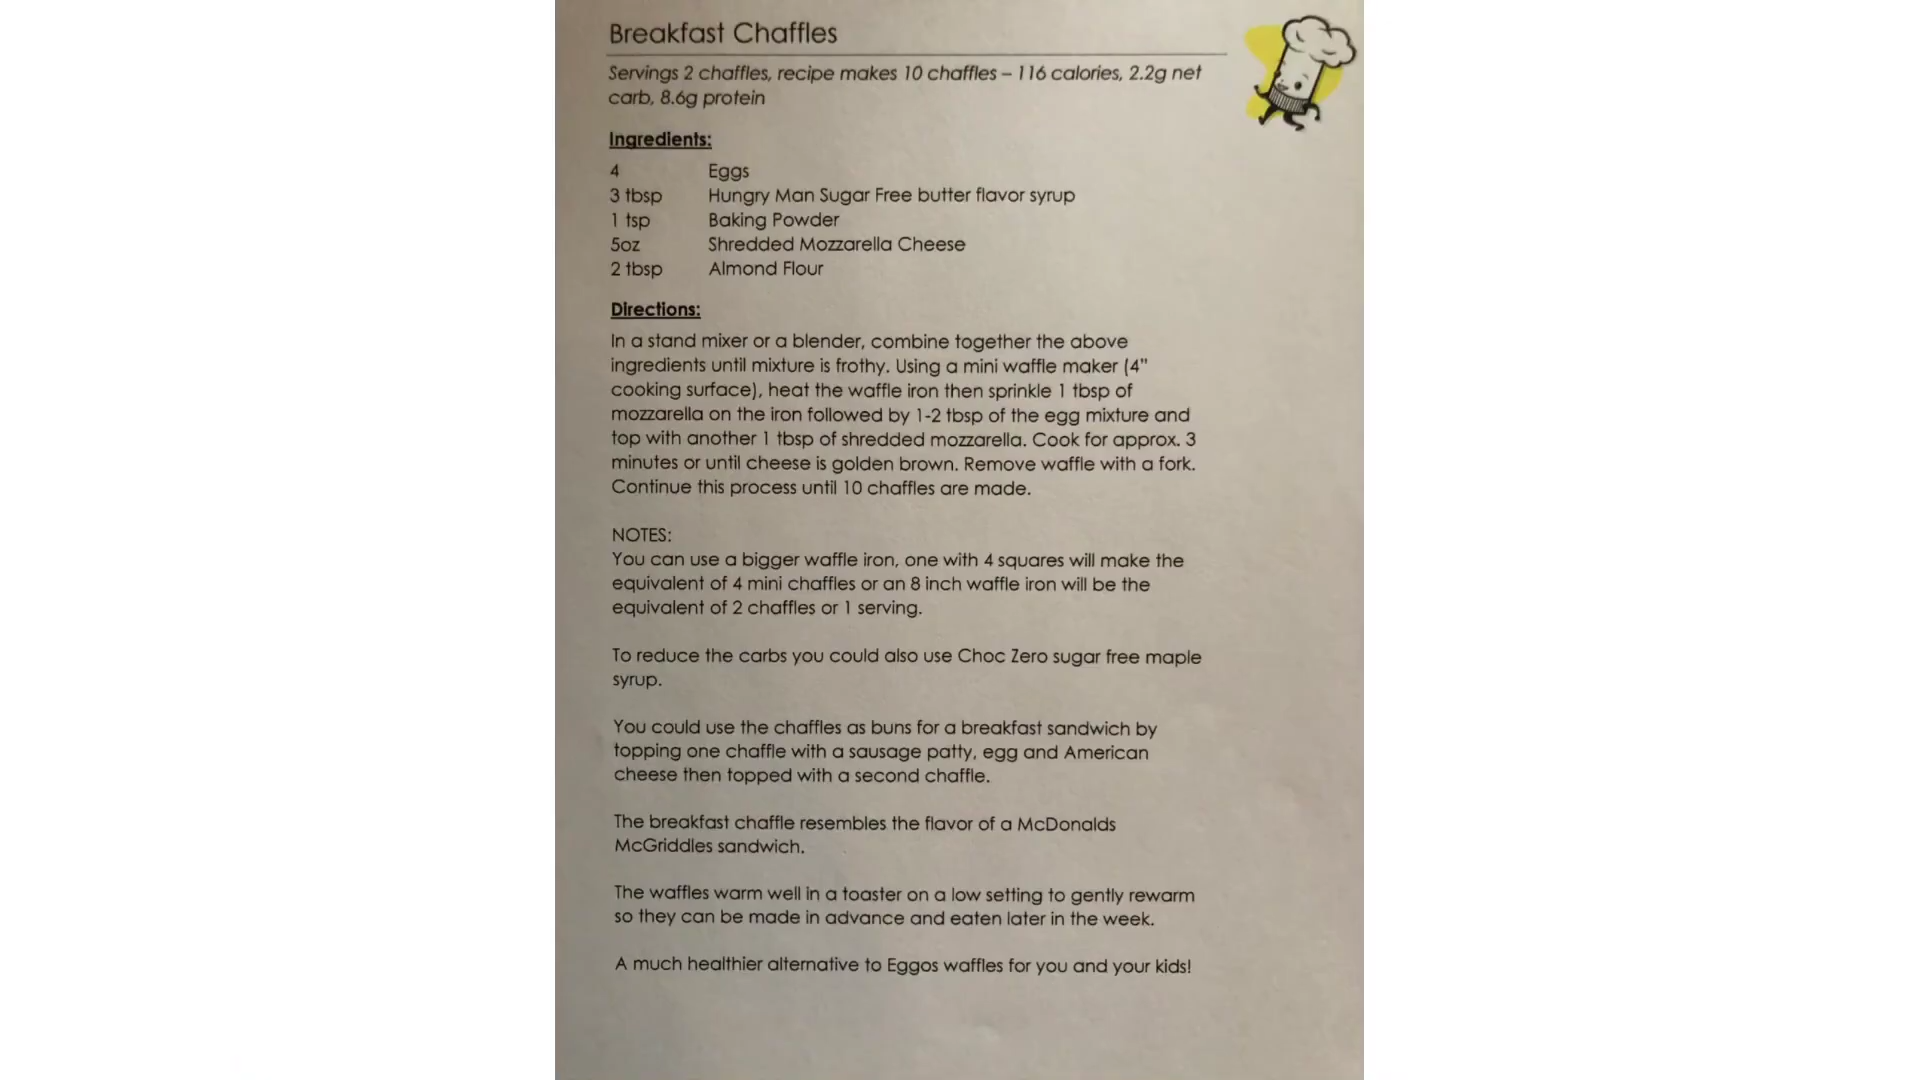 Breakfast Chaffles
Servings 2 chaffles, recipe makes 10 chaffles – 116 calories, 2.2g net
carb, 8.6g protein
Ingredients:
4 Eggs
3 tbsp Hungry Man Sugar Free butter flavor syrup
1 tsp Baking Powder
5oz Shredded Mozzarella Cheese
2 tbsp Almond Flour
Directions:
In a stand mixer or a blender, combine together the above
ingredients until mixture is frothy. Using a mini waffle maker (4"
cooking surface), heat the waffle iron then sprinkle 1 tbsp of
mozzarella on the iron followed by 1-2 tbsp of the egg mixture and
top with another 1 tbsp of shredded mozzarella. Cook for approx. 3
minutes or until cheese is golden brown. Remove waffle with a fork.
Continue this process until 10 chaffles are made.
NOTES:
You can use a bigger waffle iron, one with 4 squares will make the
equivalent of 4 mini chaffles or an 8 inch waffle iron will be the
equivalent of 2 chaffles or 1 serving.
To reduce the carbs you could also use Choc Zero sugar free maple
syrup.
You could use the chaffles as buns for a breakfast sandwich by
topping one chaffle with a sausage patty, egg and American
cheese then topped with a second chaffle.
The breakfast chaffle resembles the flavor of a McDonalds
McGriddles sandwich.
The waffles warm well in a toaster on a low setting to gently rewarm
so they can be made in advance and eaten later in the week.
A much healthier alternative to Eggos waffles for you and your kids!